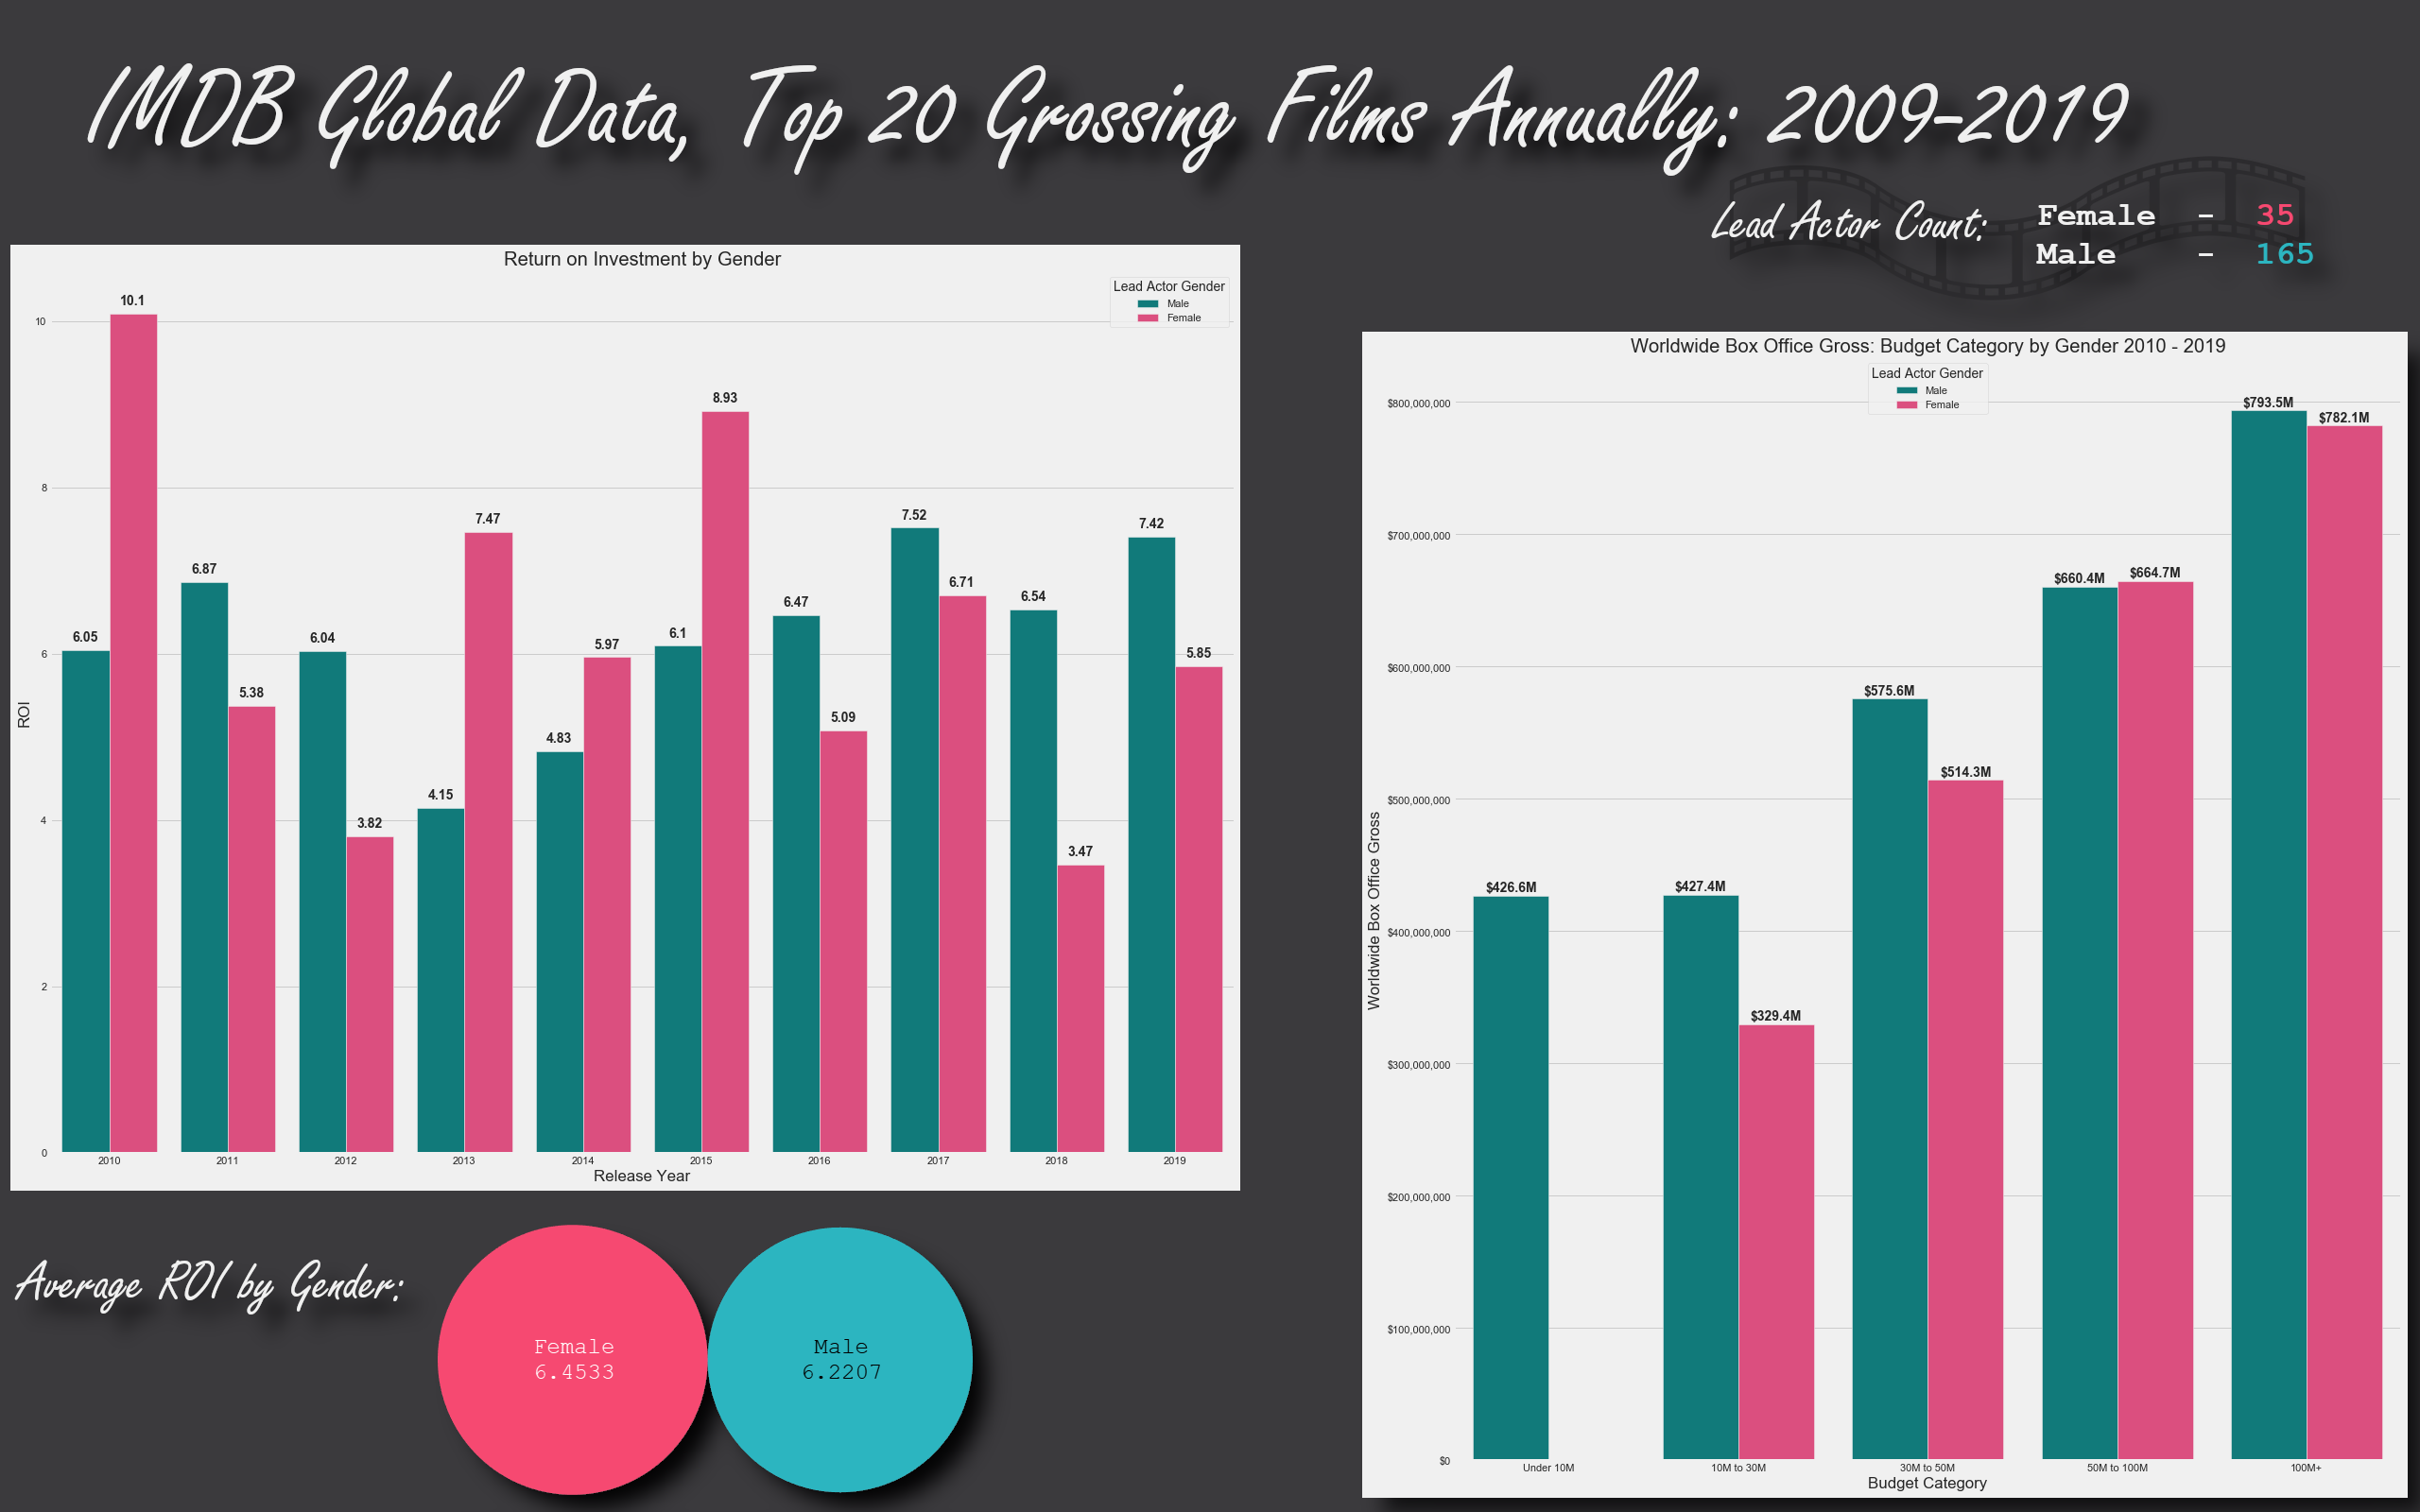 IMDB Global Data, Top 20 Grossing Films Annually: 2009-2019
Lead Actor Count:
Female - 35
Male - 165
Return on Investment by Gender
Lead Actor Gender
Male
Female
ROI
10
8
6
4
2
0
6.05
10.1
6.87
5.38
6.04
3.82
4.15
7.47
4.83
5.97
6.1
8.93
6.47
5.09
7.52
6.71
6.54
3.47
7.42
5.85
2010
2011
2012
2013
2014
2015
2016
2017
2018
2019
Release Year
Worldwide Box Office Gross: Budget Category by Gender 2010 - 2019
Lead Actor Gender
Male
Female
Worldwide Box Office Gross
$800,000,000
$700,000,000
$600,000,000
$500,000,000
$400,000,000
$300,000,000
$200,000,000
$100,000,000
$0
$426.6M
$427.4M
$329.4M
$575.6M
$514.3M
$660.4M
$664.7M
$793.5M
$782.1M
Under 10M
10M to 30M
30M to 50M
50M to 100M
100M+
Budget Category
Average ROI by Gender:
Female
6.4533
Male
6.2207